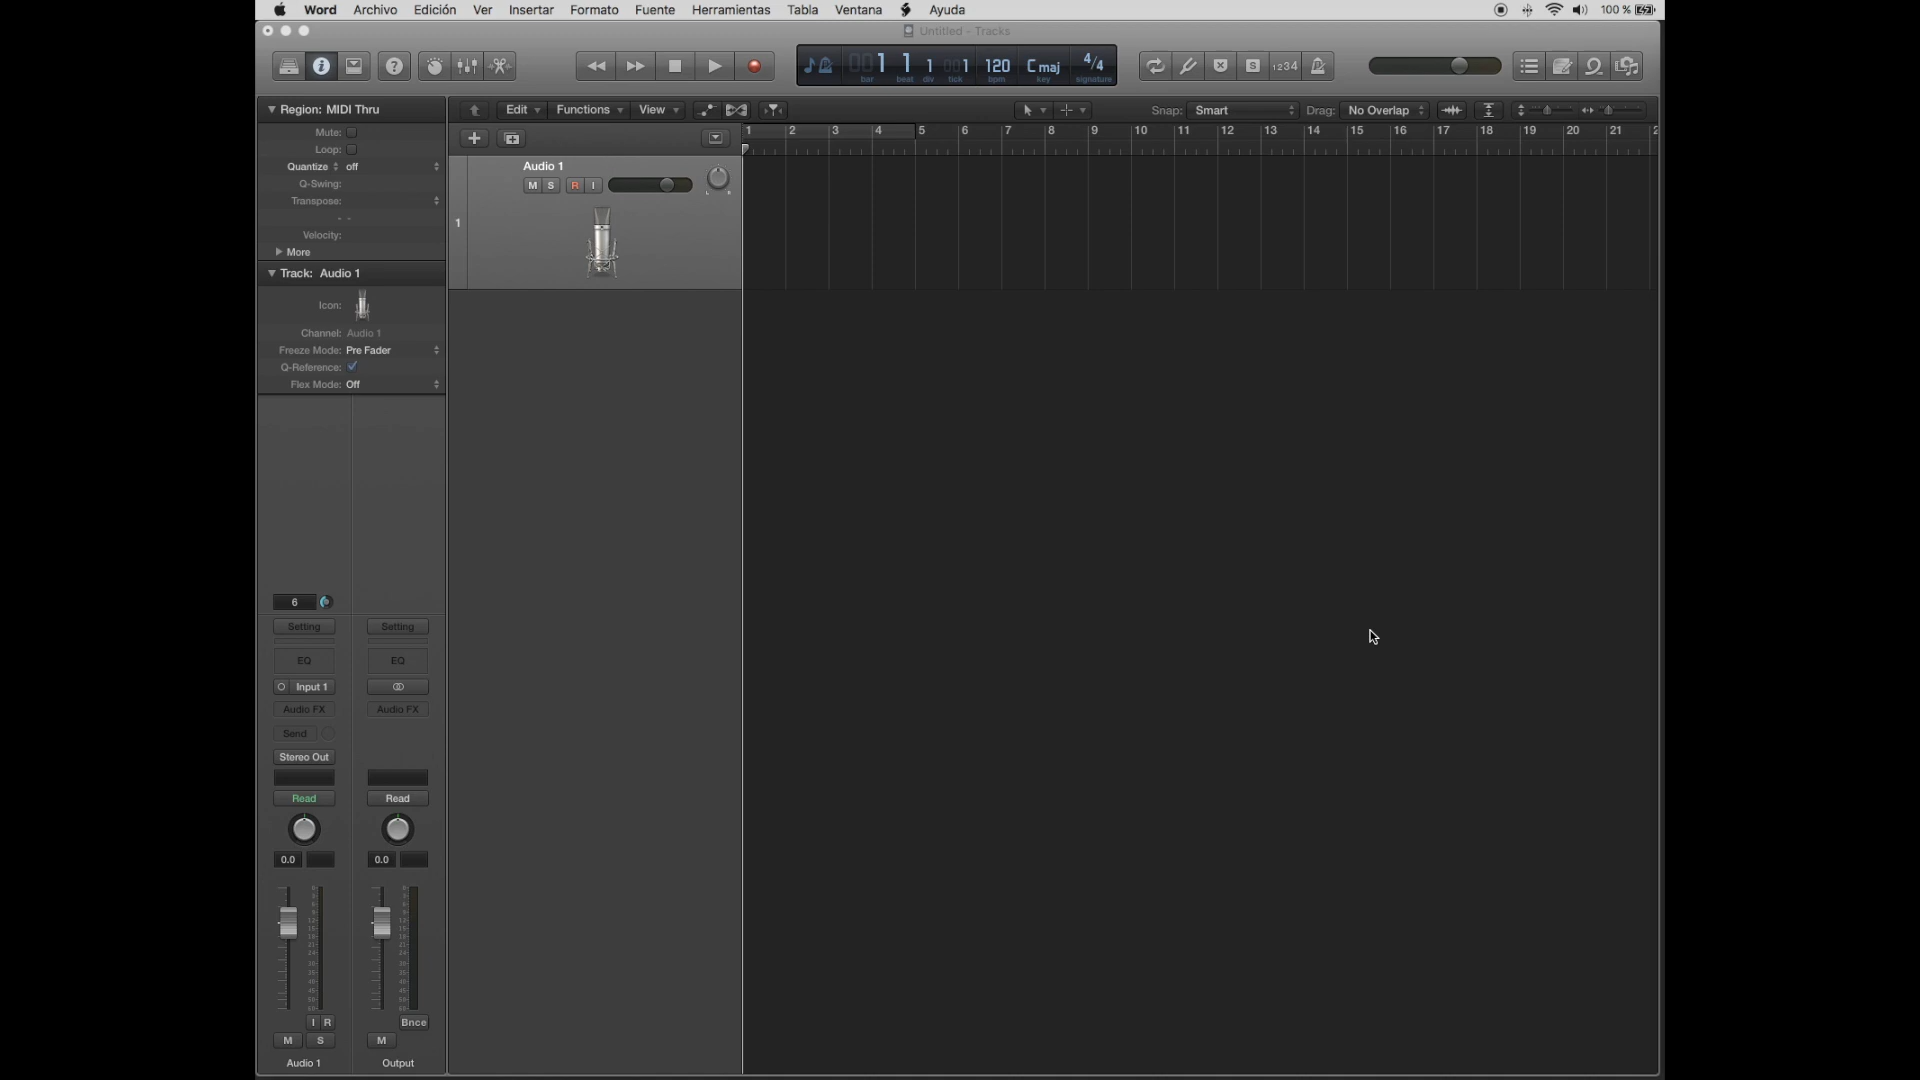 Word Archivo Edición Ver Insertar Formato Fuente Herramientas Tabla Ventana Ayuda 100 %
Untitled - Tracks
001 1 1 001 120 C maj 4/4
bar beat div tick bpm key signature
1234
Region: MIDI Thru
Edit Functions View Snap: Smart Drag: No Overlap
Mute:
Loop:
Quantize off
Q-Swing:
Transpose:
- -
Velocity:
More
1 2 3 4 5 6 7 8 9 10 11 12 13 14 15 16 17 18 19 20 21
Audio 1
M S R I
L R
1
Track: Audio 1
Icon:
Channel: Audio 1
Freeze Mode: Pre Fader
Q-Reference:
Flex Mode: Off
6
Setting Setting
EQ EQ
Input 1
Audio FX Audio FX
Send
Stereo Out
Read Read
0.0 0.0
I R Bnce
M S M
Audio 1 Output